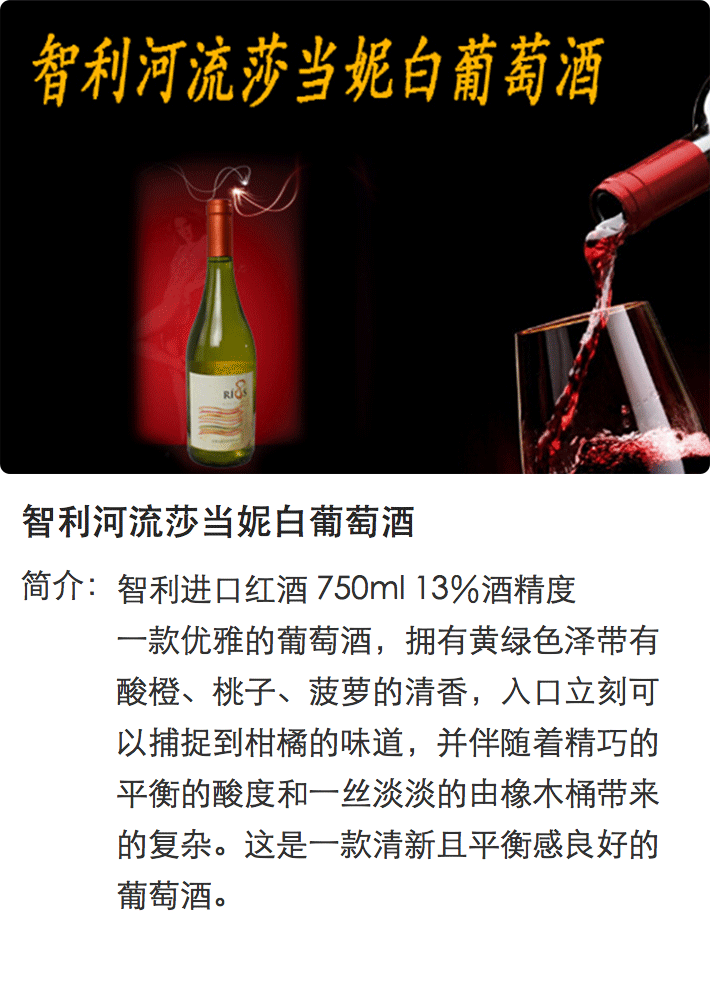 智利河流莎当妮白葡萄酒
RÍOS
智利河流莎当妮白葡萄酒
简介：智利进口红酒 750ml 13%酒精度
一款优雅的葡萄酒，拥有黄绿色泽带有
酸橙、桃子、菠萝的清香，入口立刻可
以捕捉到柑橘的味道，并伴随着精巧的
平衡的酸度和一丝淡淡的由橡木桶带来
的复杂。这是一款清新且平衡感良好的
葡萄酒。